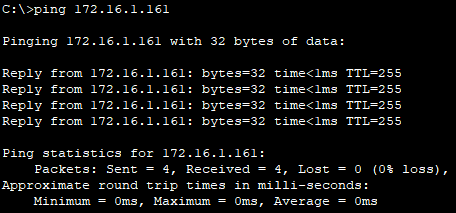 C:\>ping 172.16.1.161
Pinging 172.16.1.161 with 32 bytes of data:
Reply from 172.16.1.161: bytes=32 time<1ms TTL=255
Reply from 172.16.1.161: bytes=32 time<1ms TTL=255
Reply from 172.16.1.161: bytes=32 time<1ms TTL=255
Reply from 172.16.1.161: bytes=32 time<1ms TTL=255
Ping statistics for 172.16.1.161:
    Packets: Sent = 4, Received = 4, Lost = 0 (0% loss),
Approximate round trip times in milli-seconds:
    Minimum = 0ms, Maximum = 0ms, Average = 0ms